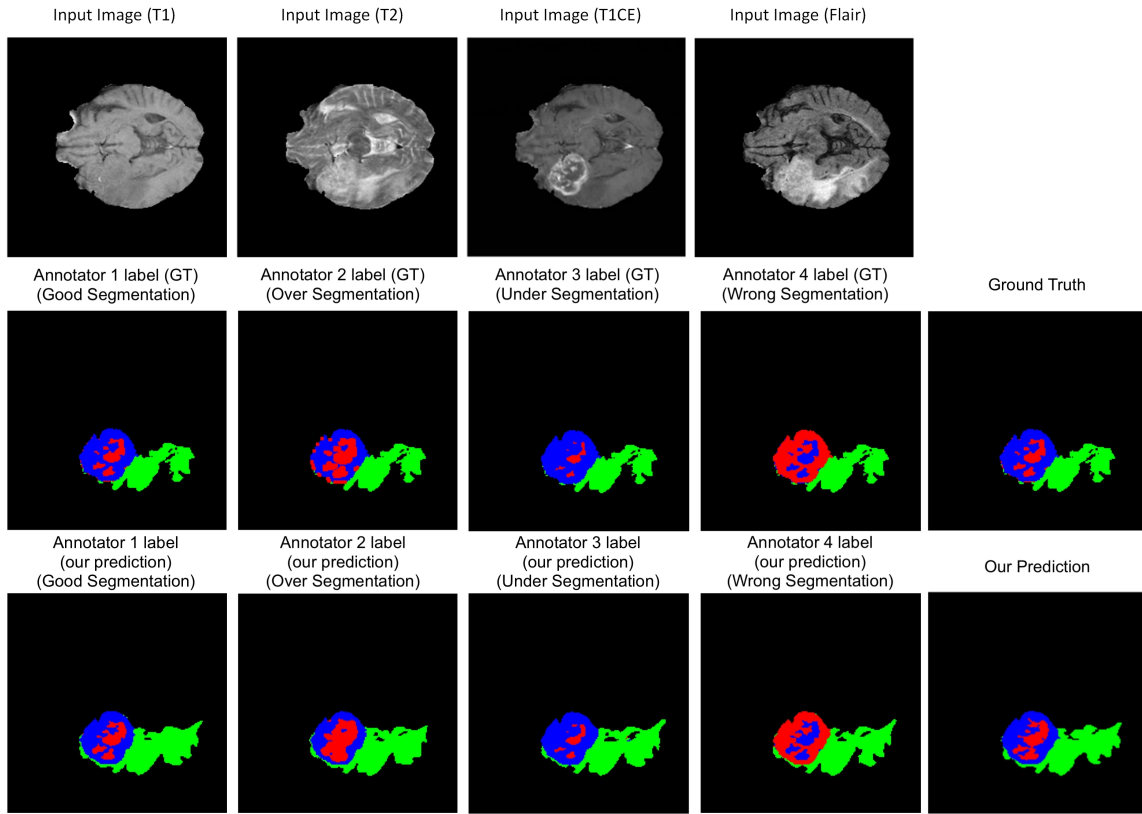 Input Image (T1)
Input Image (T2)
Input Image (T1CE)
Input Image (Flair)
Annotator 1 label (GT)
(Good Segmentation)
Annotator 2 label (GT)
(Over Segmentation)
Annotator 3 label (GT)
(Under Segmentation)
Annotator 4 label (GT)
(Wrong Segmentation)
Ground Truth
Annotator 1 label
(our prediction)
(Good Segmentation)
Annotator 2 label
(our prediction)
(Over Segmentation)
Annotator 3 label
(our prediction)
(Under Segmentation)
Annotator 4 label
(our prediction)
(Wrong Segmentation)
Our Prediction